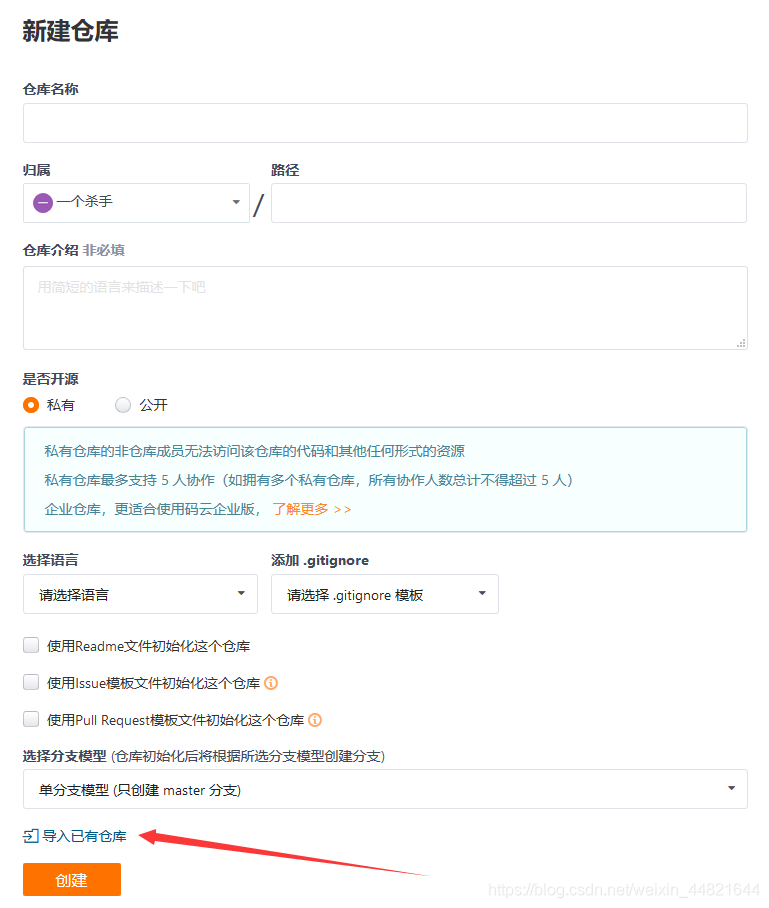 新建仓库
仓库名称
归属 路径
一个杀手 /
仓库介绍 非必填
用简短的语言来描述一下吧
是否开源
私有 公开
私有仓库的非仓库成员无法访问该仓库的代码和其他任何形式的资源
私有仓库最多支持 5 人协作（如拥有多个私有仓库，所有协作人数总计不得超过 5 人）
企业仓库，更适合使用码云企业版， 了解更多 >>
选择语言 添加 .gitignore
请选择语言 请选择 .gitignore 模板
使用Readme文件初始化这个仓库
使用Issue模板文件初始化这个仓库
使用Pull Request模板文件初始化这个仓库
选择分支模型 (仓库初始化后将根据所选分支模型创建分支)
单分支模型 (只创建 master 分支)
导入已有仓库
创建
https://blog.csdn.net/weixin_44821644